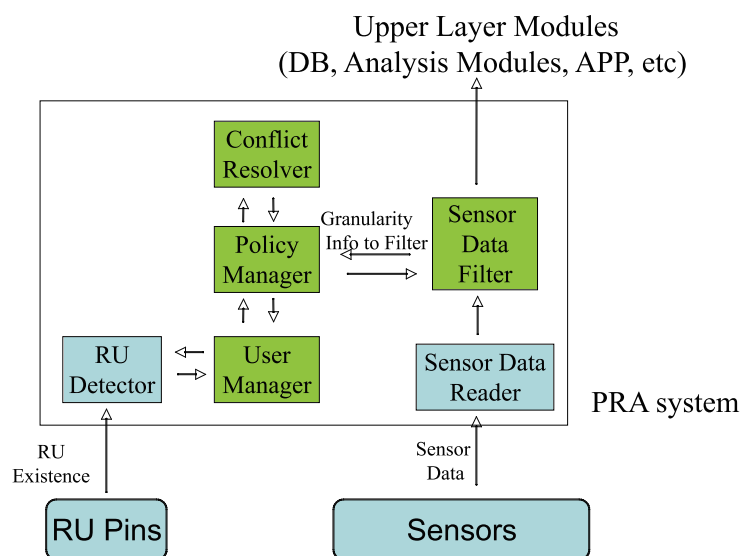 Upper Layer Modules
(DB, Analysis Modules, APP, etc)
Conflict
Resolver
Granularity
Info to Filter
Sensor
Data
Filter
Policy
Manager
RU
Detector
User
Manager
Sensor Data
Reader
PRA system
RU
Existence
Sensor
Data
RU Pins
Sensors